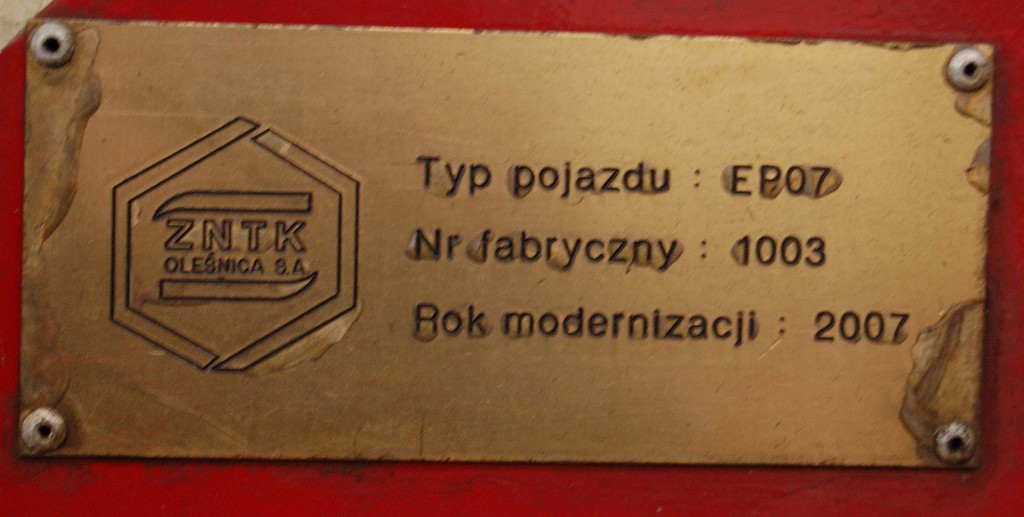 ZNTK
OLEŚNICA S.A.
Typ pojazdu : EP07
Nr fabryczny : 1003
Rok modernizacji : 2007